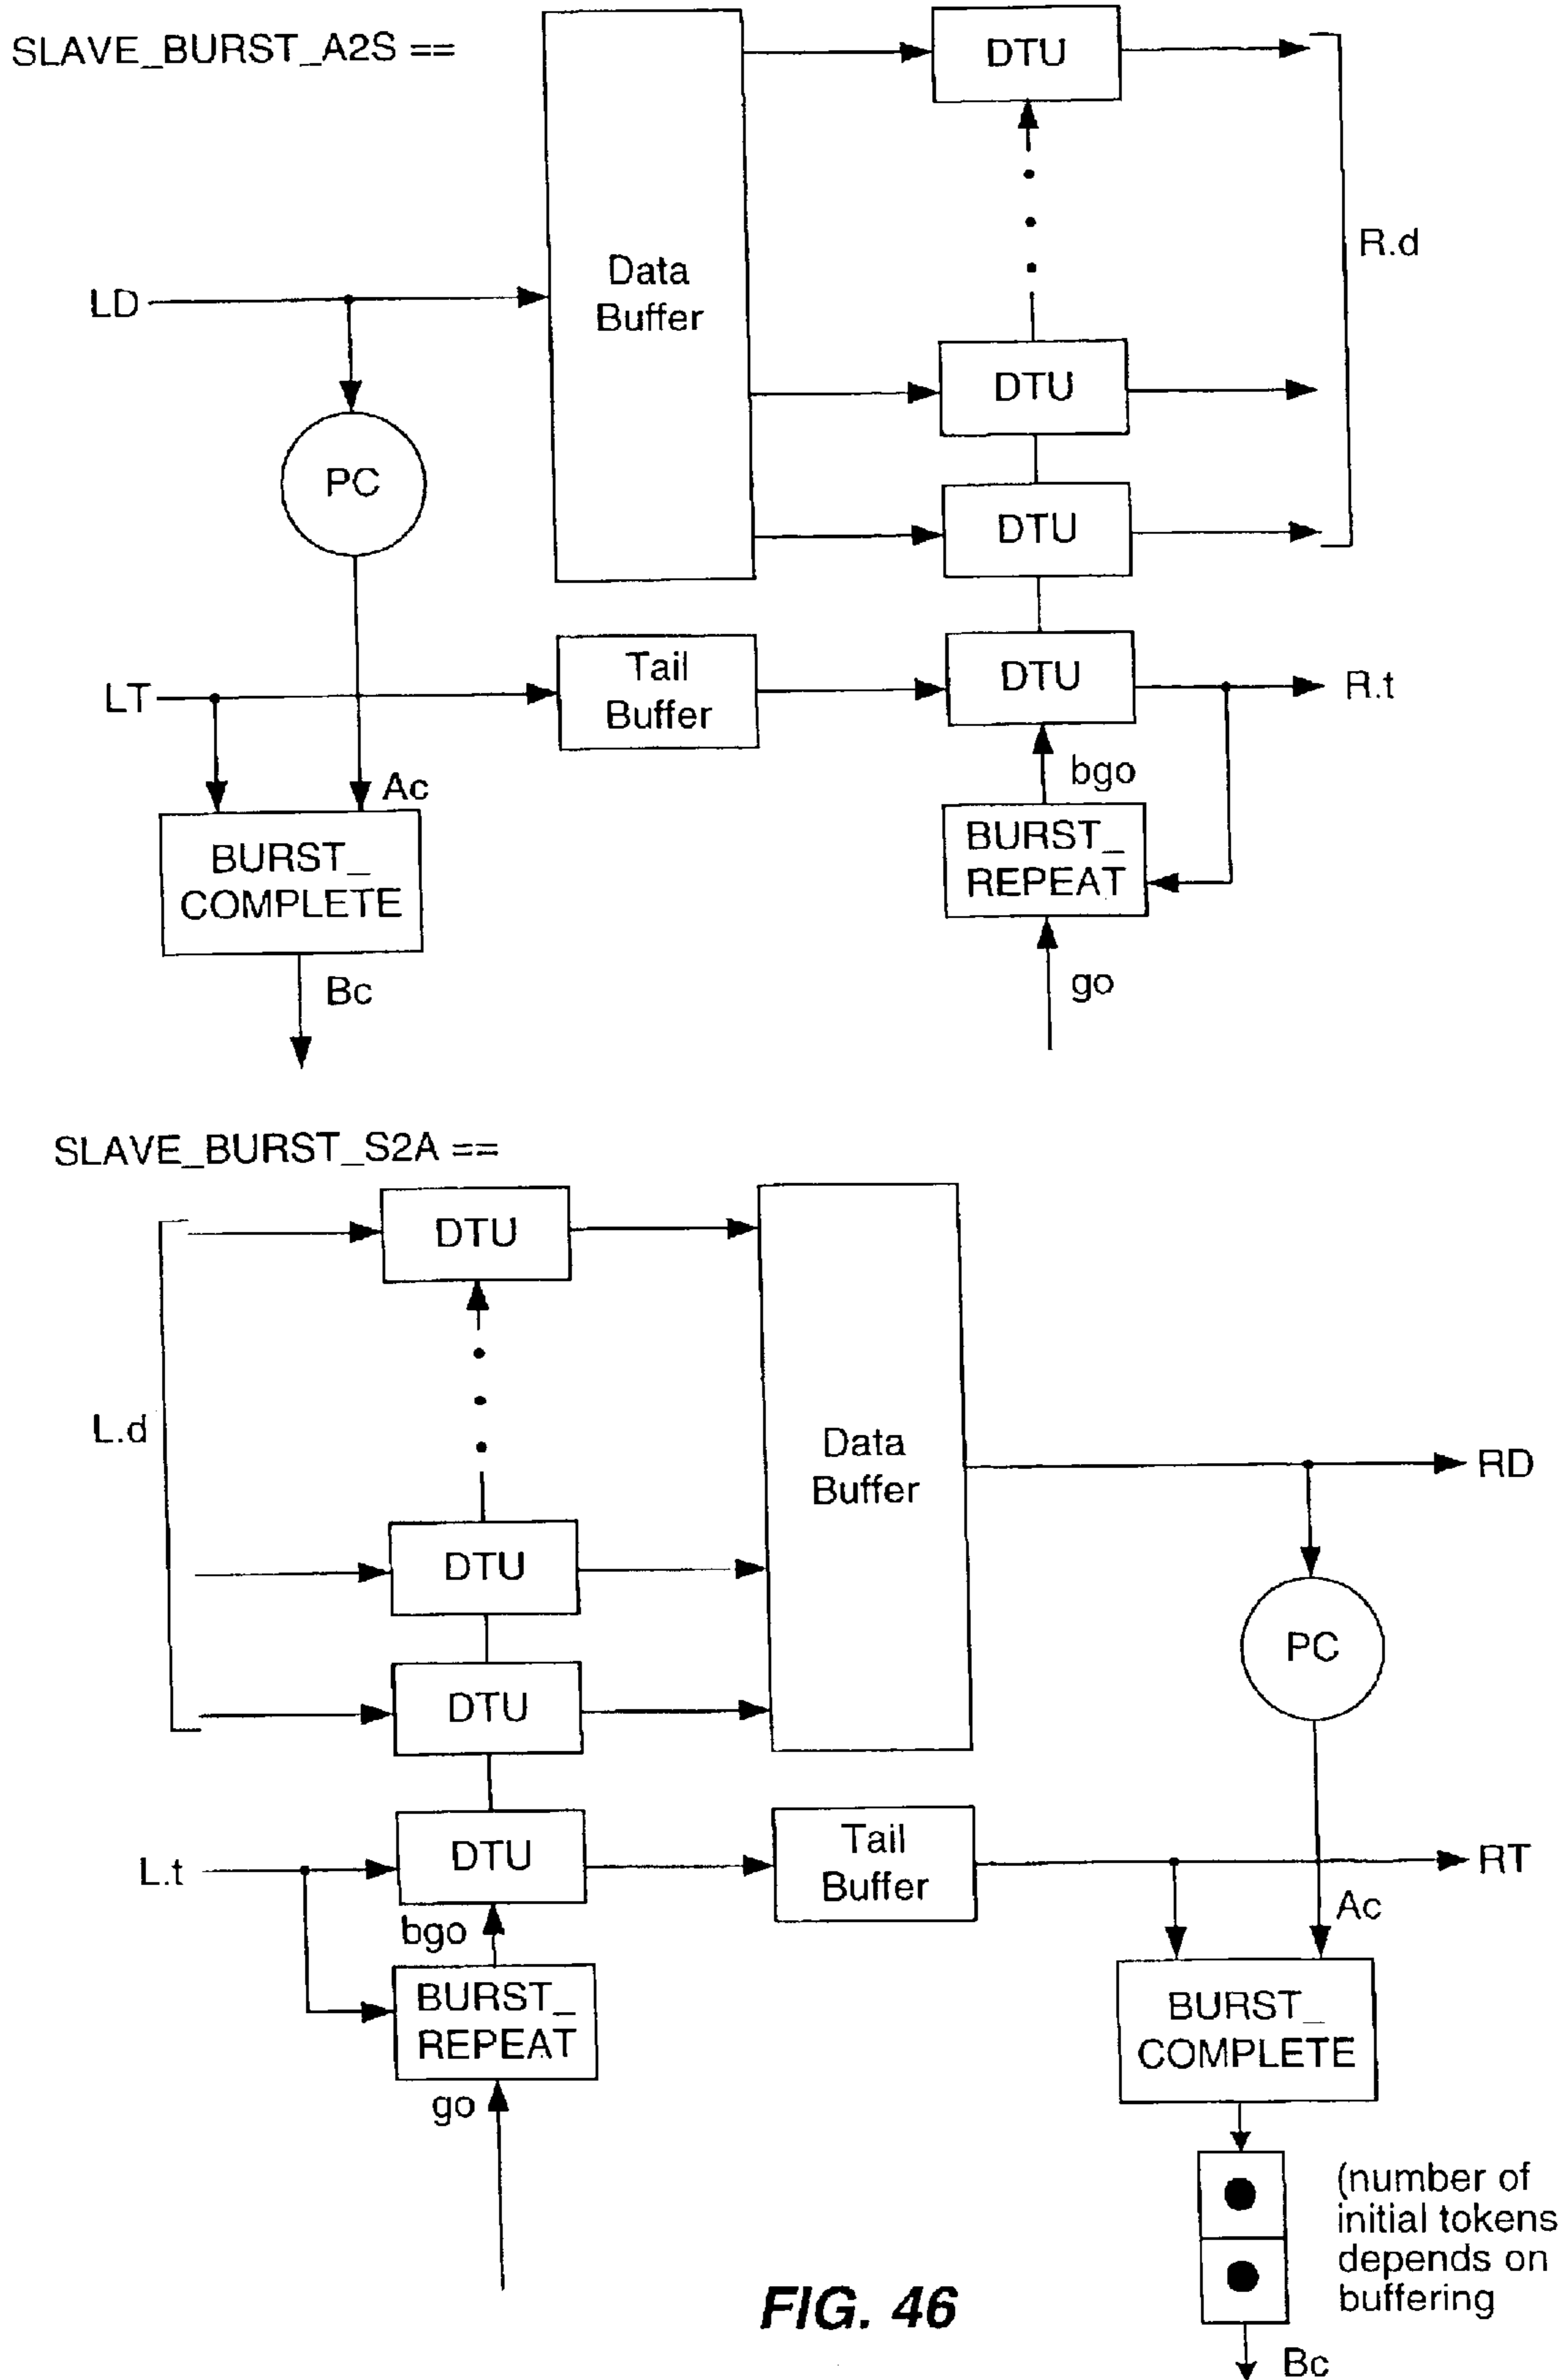 SLAVE_BURST_A2S ==
DTU
R.d
Data
Buffer
LD
DTU
PC
DTU
Tail
Buffer
DTU
LT
R.t
bgo
Ac
BURST_
REPEAT
BURST_
COMPLETE
Bc
go
SLAVE_BURST_S2A ==
DTU
L.d
Data
Buffer
RD
DTU
PC
DTU
Tail
Buffer
DTU
L.t
RT
bgo
Ac
BURST_
REPEAT
BURST_
COMPLETE
go
(number of
initial tokens
depends on
buffering
FIG. 46
Bc